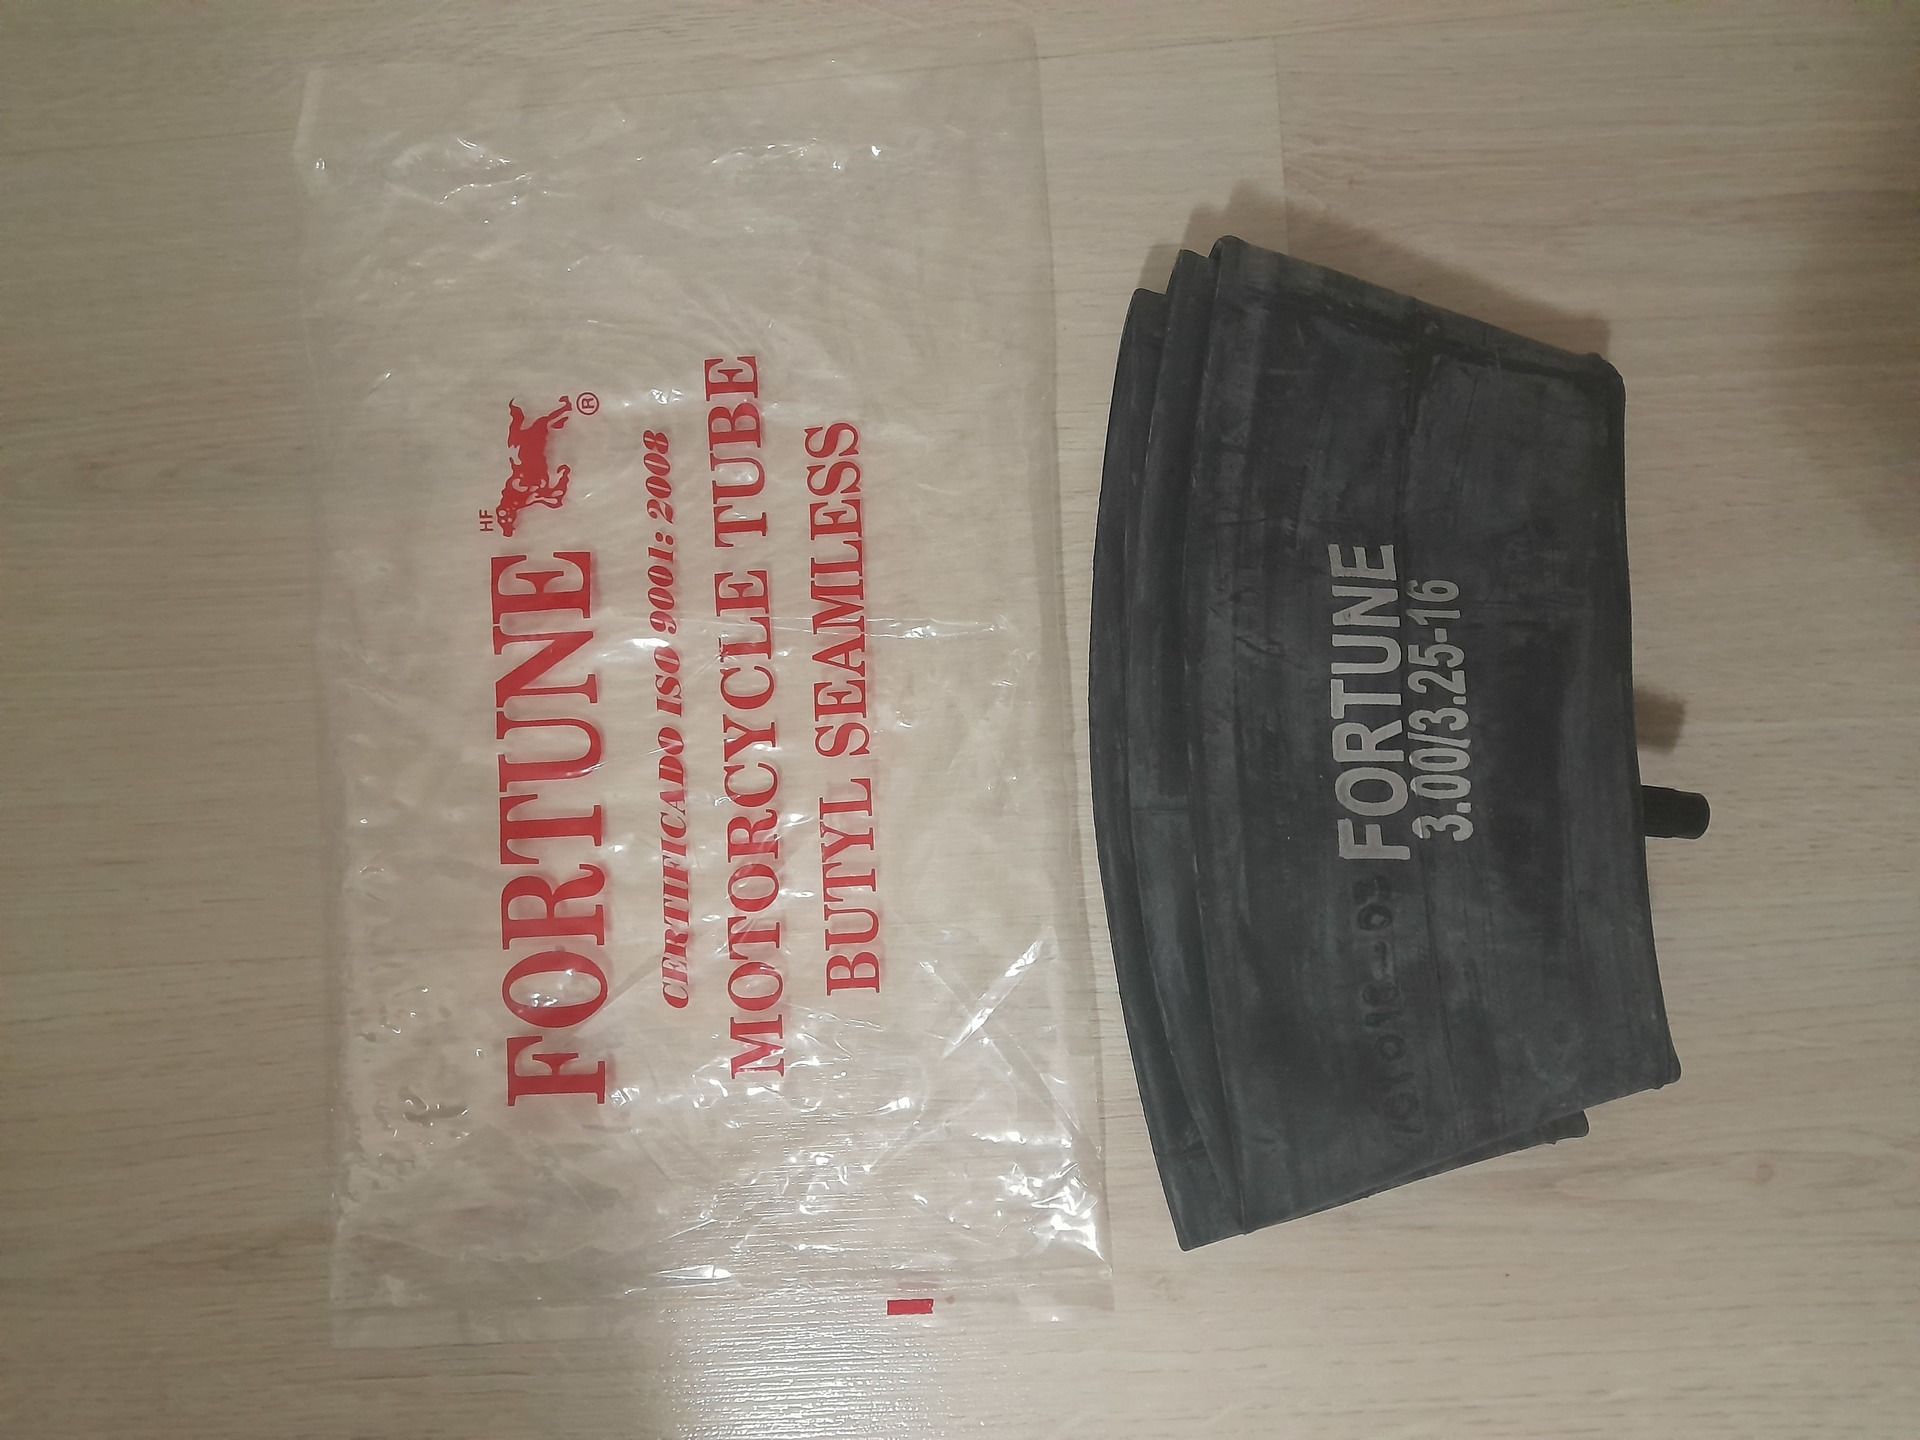 HF
FORTUNE ®
CERTIFICADO ISO 9001: 2008
MOTORCYCLE TUBE
BUTYL SEAMLESS
FORTUNE
3.00/3.25-16